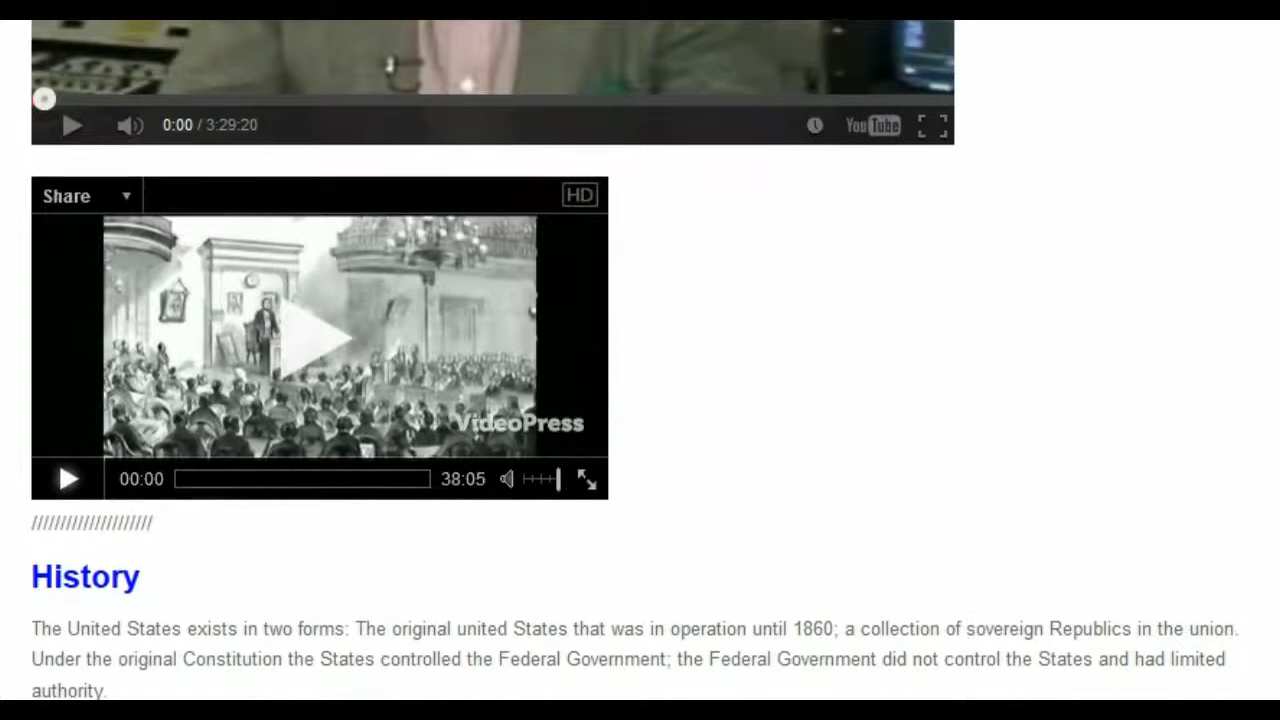 0:00 / 3:29:20
YouTube
Share
HD
VideoPress
00:00
38:05
/////////////////////
History
The United States exists in two forms: The original united States that was in operation until 1860; a collection of sovereign Republics in the union.
Under the original Constitution the States controlled the Federal Government; the Federal Government did not control the States and had limited
authority.